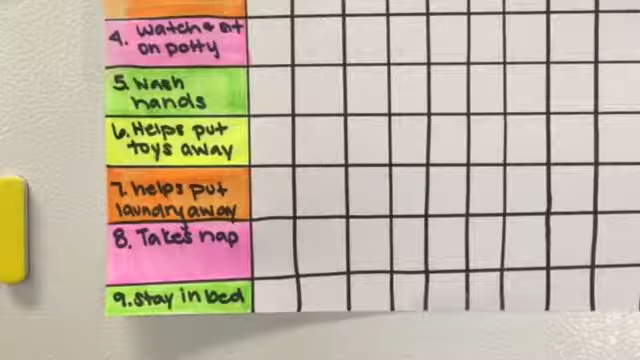 4. Watch & sit
on potty
5. Wash
hands
6. Helps put
toys away
7. helps put
laundry away
8. Takes nap
9. Stay in bed